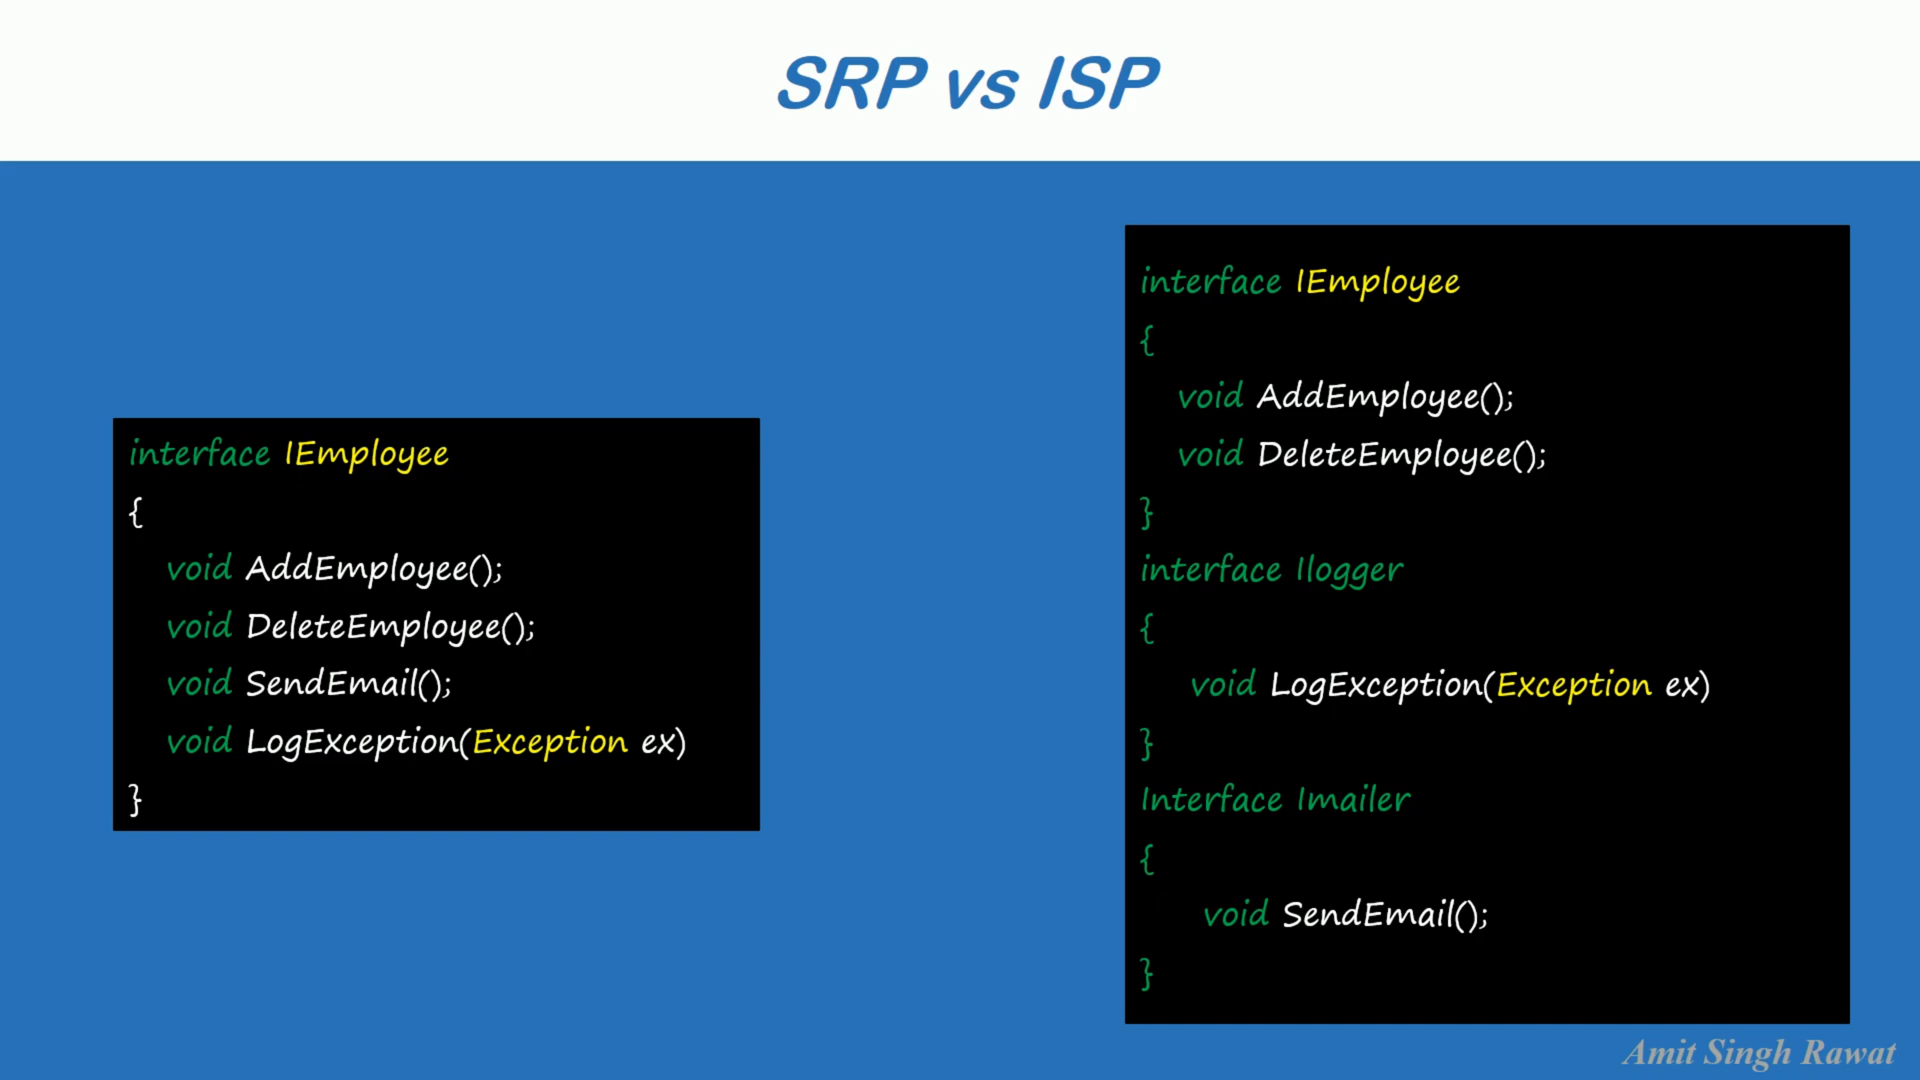 SRP vs ISP
interface IEmployee
{
void AddEmployee();
void DeleteEmployee();
void SendEmail();
void LogException(Exception ex)
}
interface IEmployee
{
void AddEmployee();
void DeleteEmployee();
}
interface Ilogger
{
void LogException(Exception ex)
}
Interface Imailer
{
void SendEmail();
}
Amit Singh Rawat